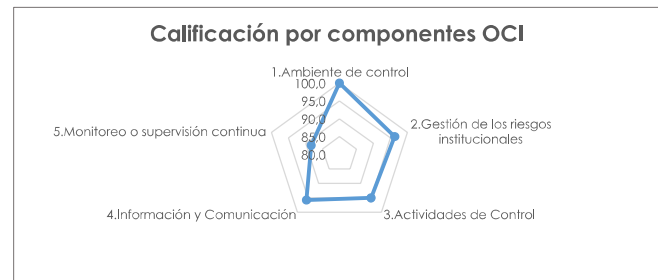 Calificación por componentes OCI
1.Ambiente de control
100,0
95,0
90,0
85,0
80,0
2.Gestión de los riesgos
institucionales
5.Monitoreo o supervisión continua
4.Información y Comunicación
3.Actividades de Control